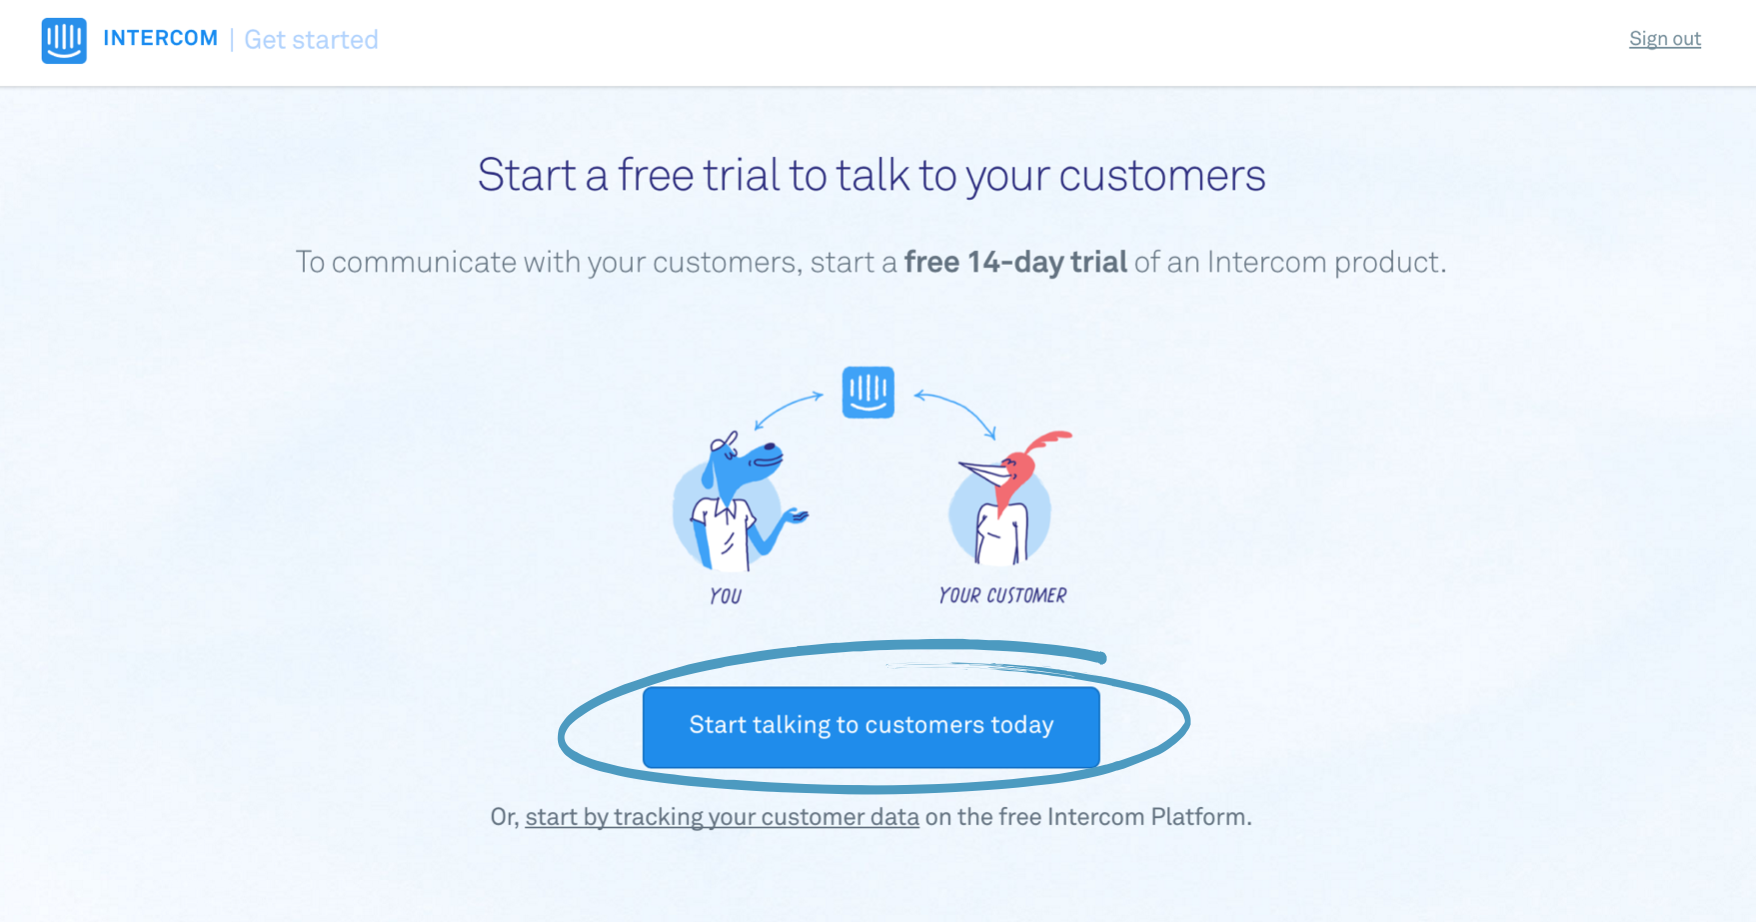 INTERCOM | Get started
Sign out
Start a free trial to talk to your customers
To communicate with your customers, start a free 14-day trial of an Intercom product.
YOU
YOUR CUSTOMER
Start talking to customers today
Or, start by tracking your customer data on the free Intercom Platform.